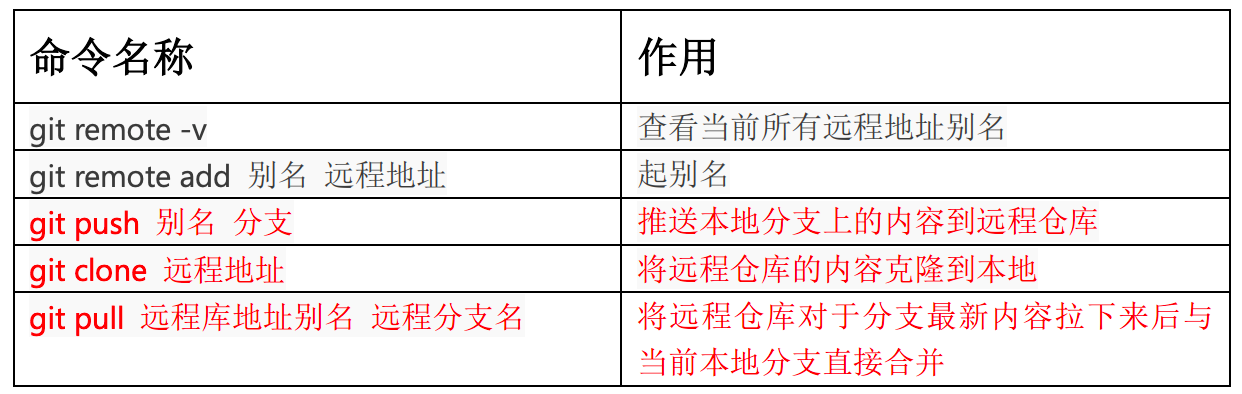 命令名称 作用
git remote -v 查看当前所有远程地址别名
git remote add 别名 远程地址 起别名
git push 别名 分支 推送本地分支上的内容到远程仓库
git clone 远程地址 将远程仓库的内容克隆到本地
git pull 远程库地址别名 远程分支名 将远程仓库对于分支最新内容拉下来后与
当前本地分支直接合并